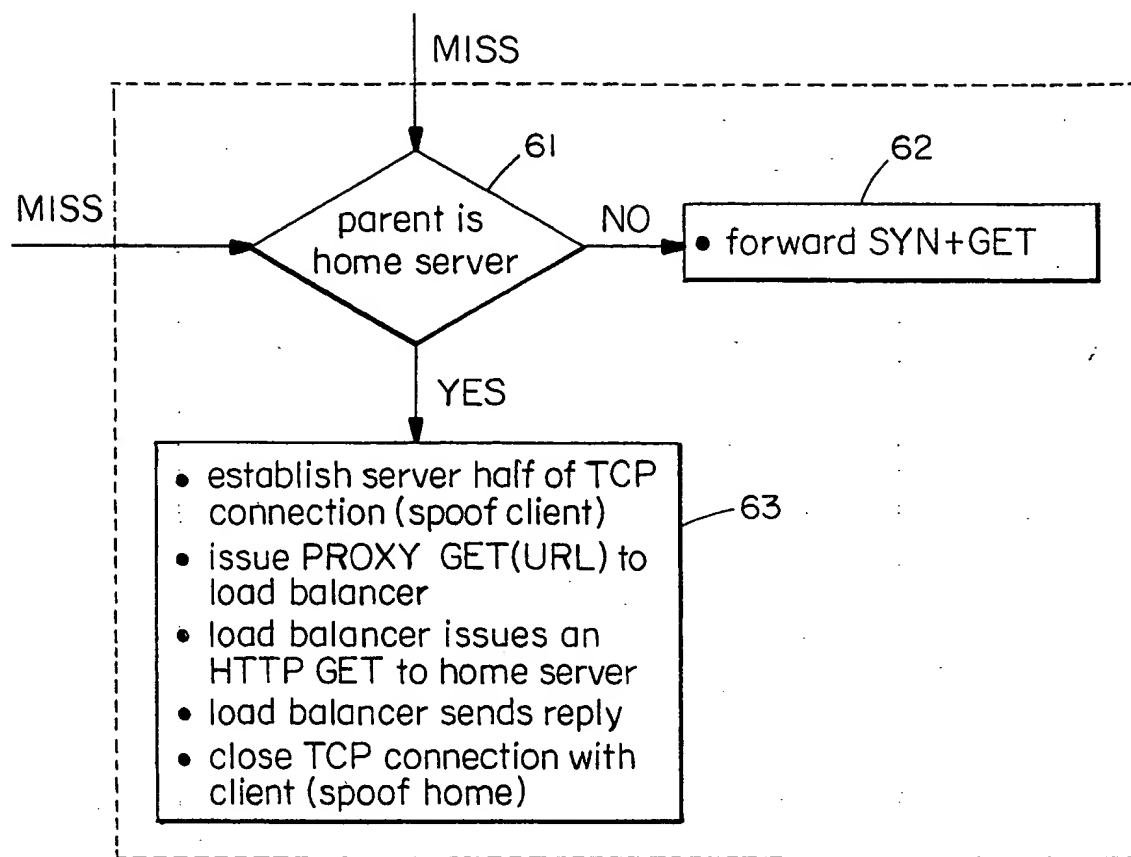 MISS
61
62
MISS
parent is
home server
NO
• forward SYN+GET
YES
• establish server half of TCP
connection (spoof client)
63
• issue PROXY GET(URL) to
load balancer
• load balancer issues an
HTTP GET to home server
• load balancer sends reply
• close TCP connection with
client (spoof home)